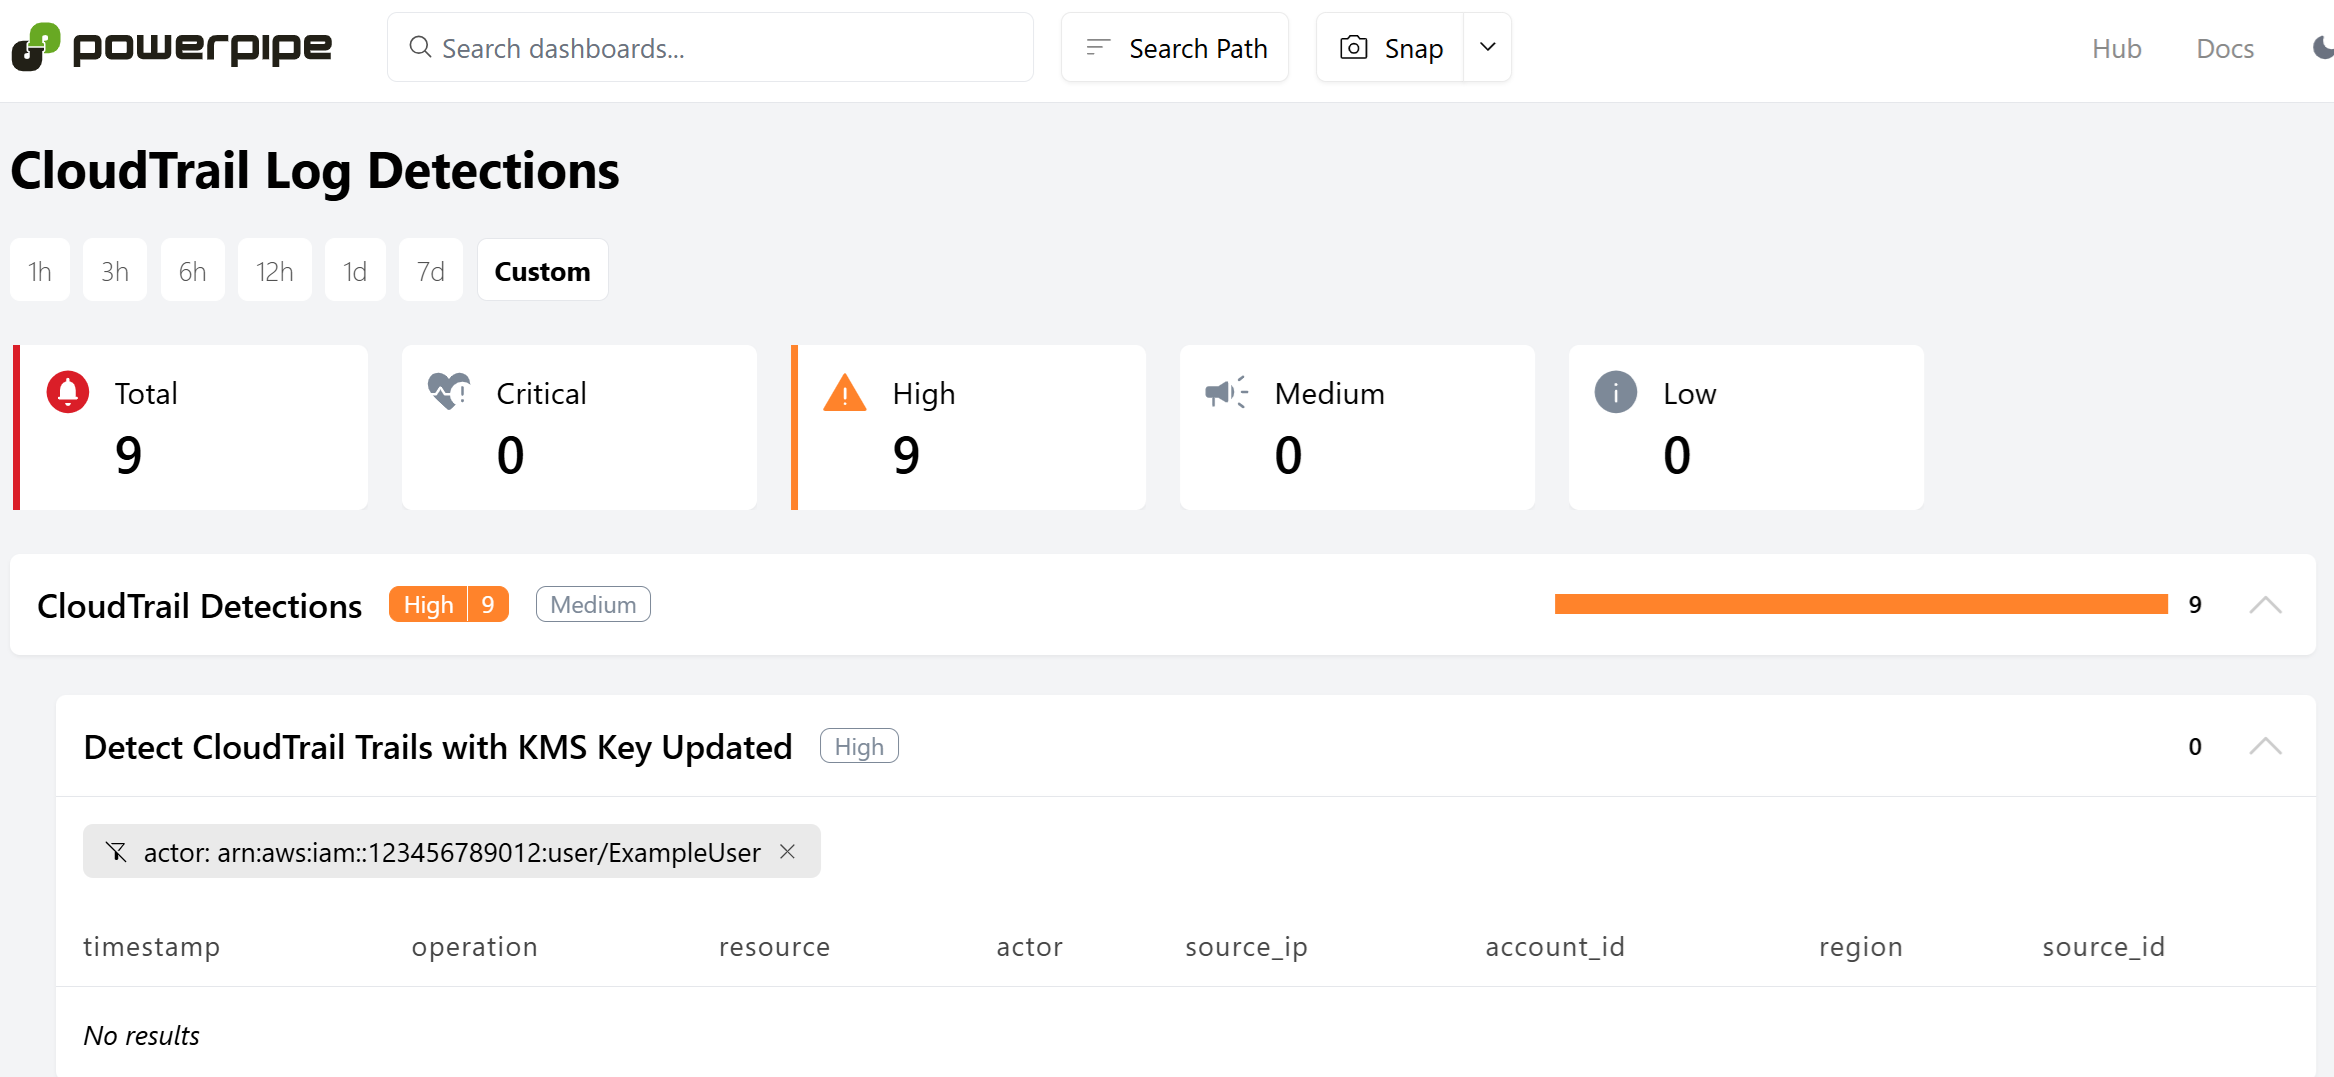 powerpipe
Search dashboards...
Search Path
Snap
Hub
Docs
CloudTrail Log Detections
1h 3h 6h 12h 1d 7d Custom
Total
9
Critical
0
High
9
Medium
0
Low
0
CloudTrail Detections High 9 Medium 9
Detect CloudTrail Trails with KMS Key Updated High 0
actor: arn:aws:iam::123456789012:user/ExampleUser
timestamp operation resource actor source_ip account_id region source_id
No results